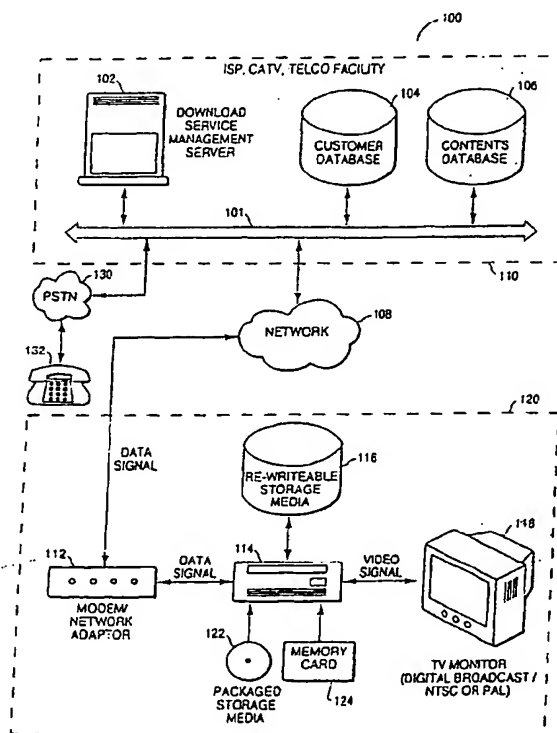 100
ISP, CATV, TELCO FACILITY
102
DOWNLOAD
SERVICE
MANAGEMENT
SERVER
104
CUSTOMER
DATABASE
106
CONTENTS
DATABASE
101
110
130
PSTN
132
NETWORK
108
120
DATA
SIGNAL
RE-WRITEABLE
STORAGE
MEDIA
116
118
112
MODEM/
NETWORK
ADAPTOR
DATA
SIGNAL
114
VIDEO
SIGNAL
122
PACKAGED
STORAGE
MEDIA
MEMORY
CARD
124
TV MONITOR
(DIGITAL BROADCAST /
NTSC OR PAL)